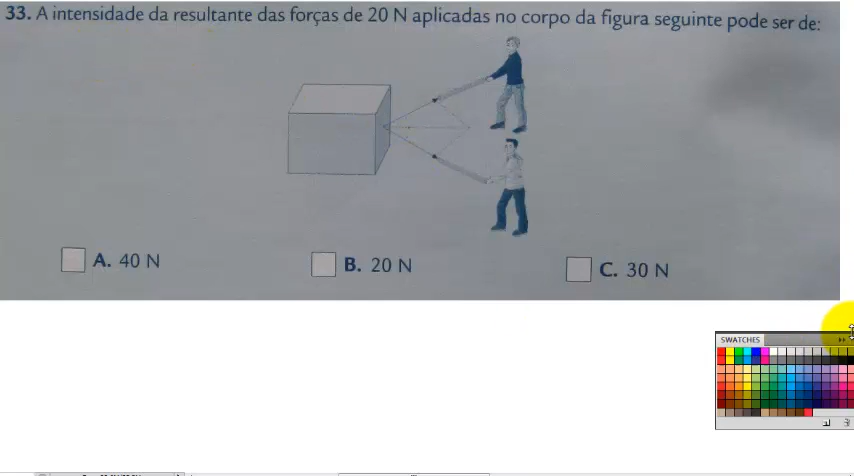 33. A intensidade da resultante das forças de 20 N aplicadas no corpo da figura seguinte pode ser de:
A. 40 N
B. 20 N
C. 30 N
SWATCHES